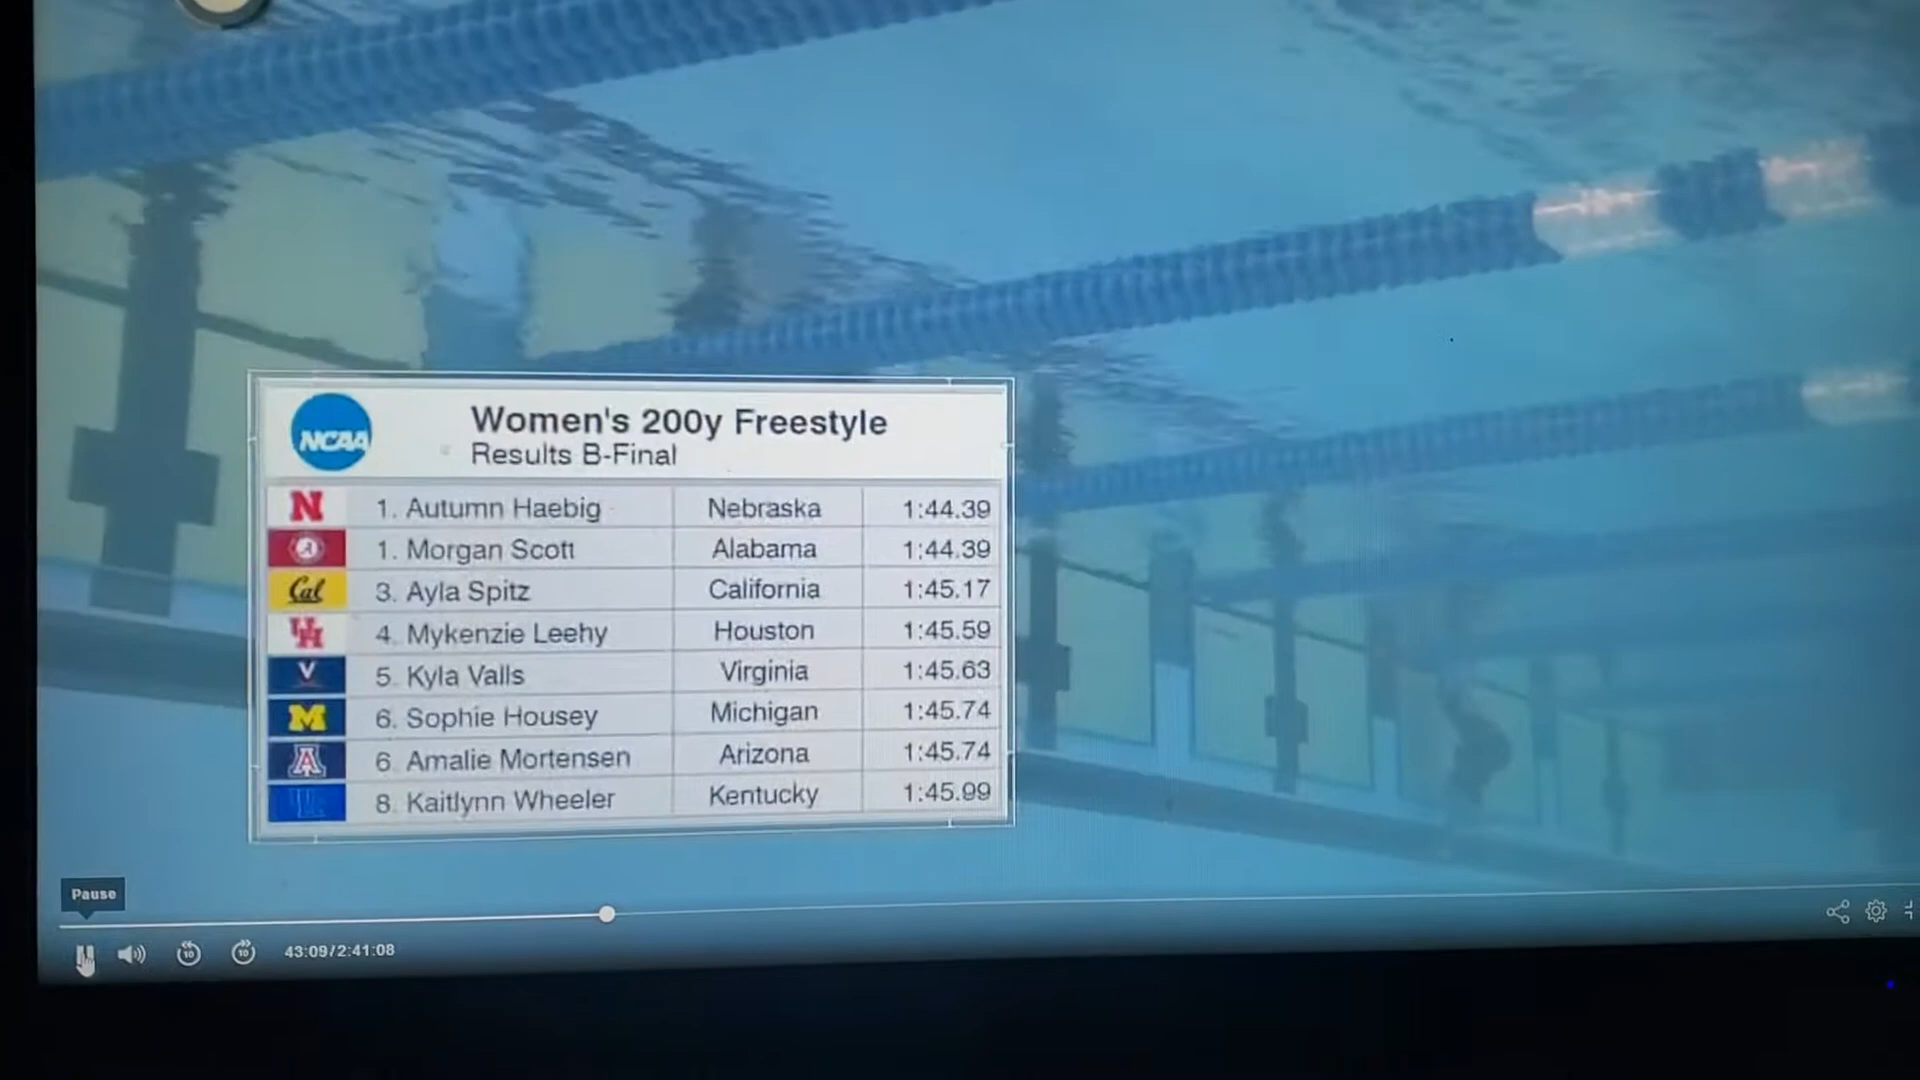 NCAA
Women's 200y Freestyle
Results B-Final
N 1. Autumn Haebig Nebraska 1:44.39
1. Morgan Scott Alabama 1:44.39
Cal 3. Ayla Spitz California 1:45.17
UH 4. Mykenzie Leehy Houston 1:45.59
V 5. Kyla Valls Virginia 1:45.63
M 6. Sophie Housey Michigan 1:45.74
A 6. Amalie Mortensen Arizona 1:45.74
UK 8. Kaitlynn Wheeler Kentucky 1:45.99
Pause
10 10 43:09/2:41:08